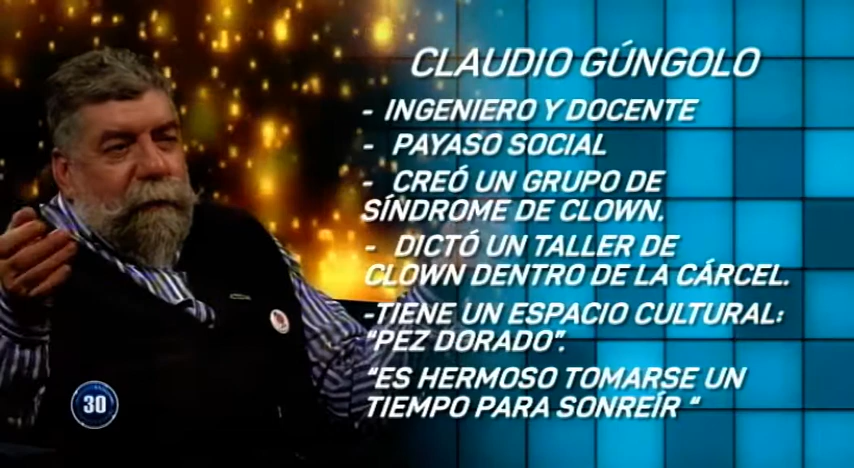 CLAUDIO GÚNGOLO
- INGENIERO Y DOCENTE
- PAYASO SOCIAL
- CREÓ UN GRUPO DE
SÍNDROME DE CLOWN.
- DICTÓ UN TALLER DE
CLOWN DENTRO DE LA CÁRCEL.
-TIENE UN ESPACIO CULTURAL:
"PEZ DORADO".
"ES HERMOSO TOMARSE UN
TIEMPO PARA SONREÍR "
30